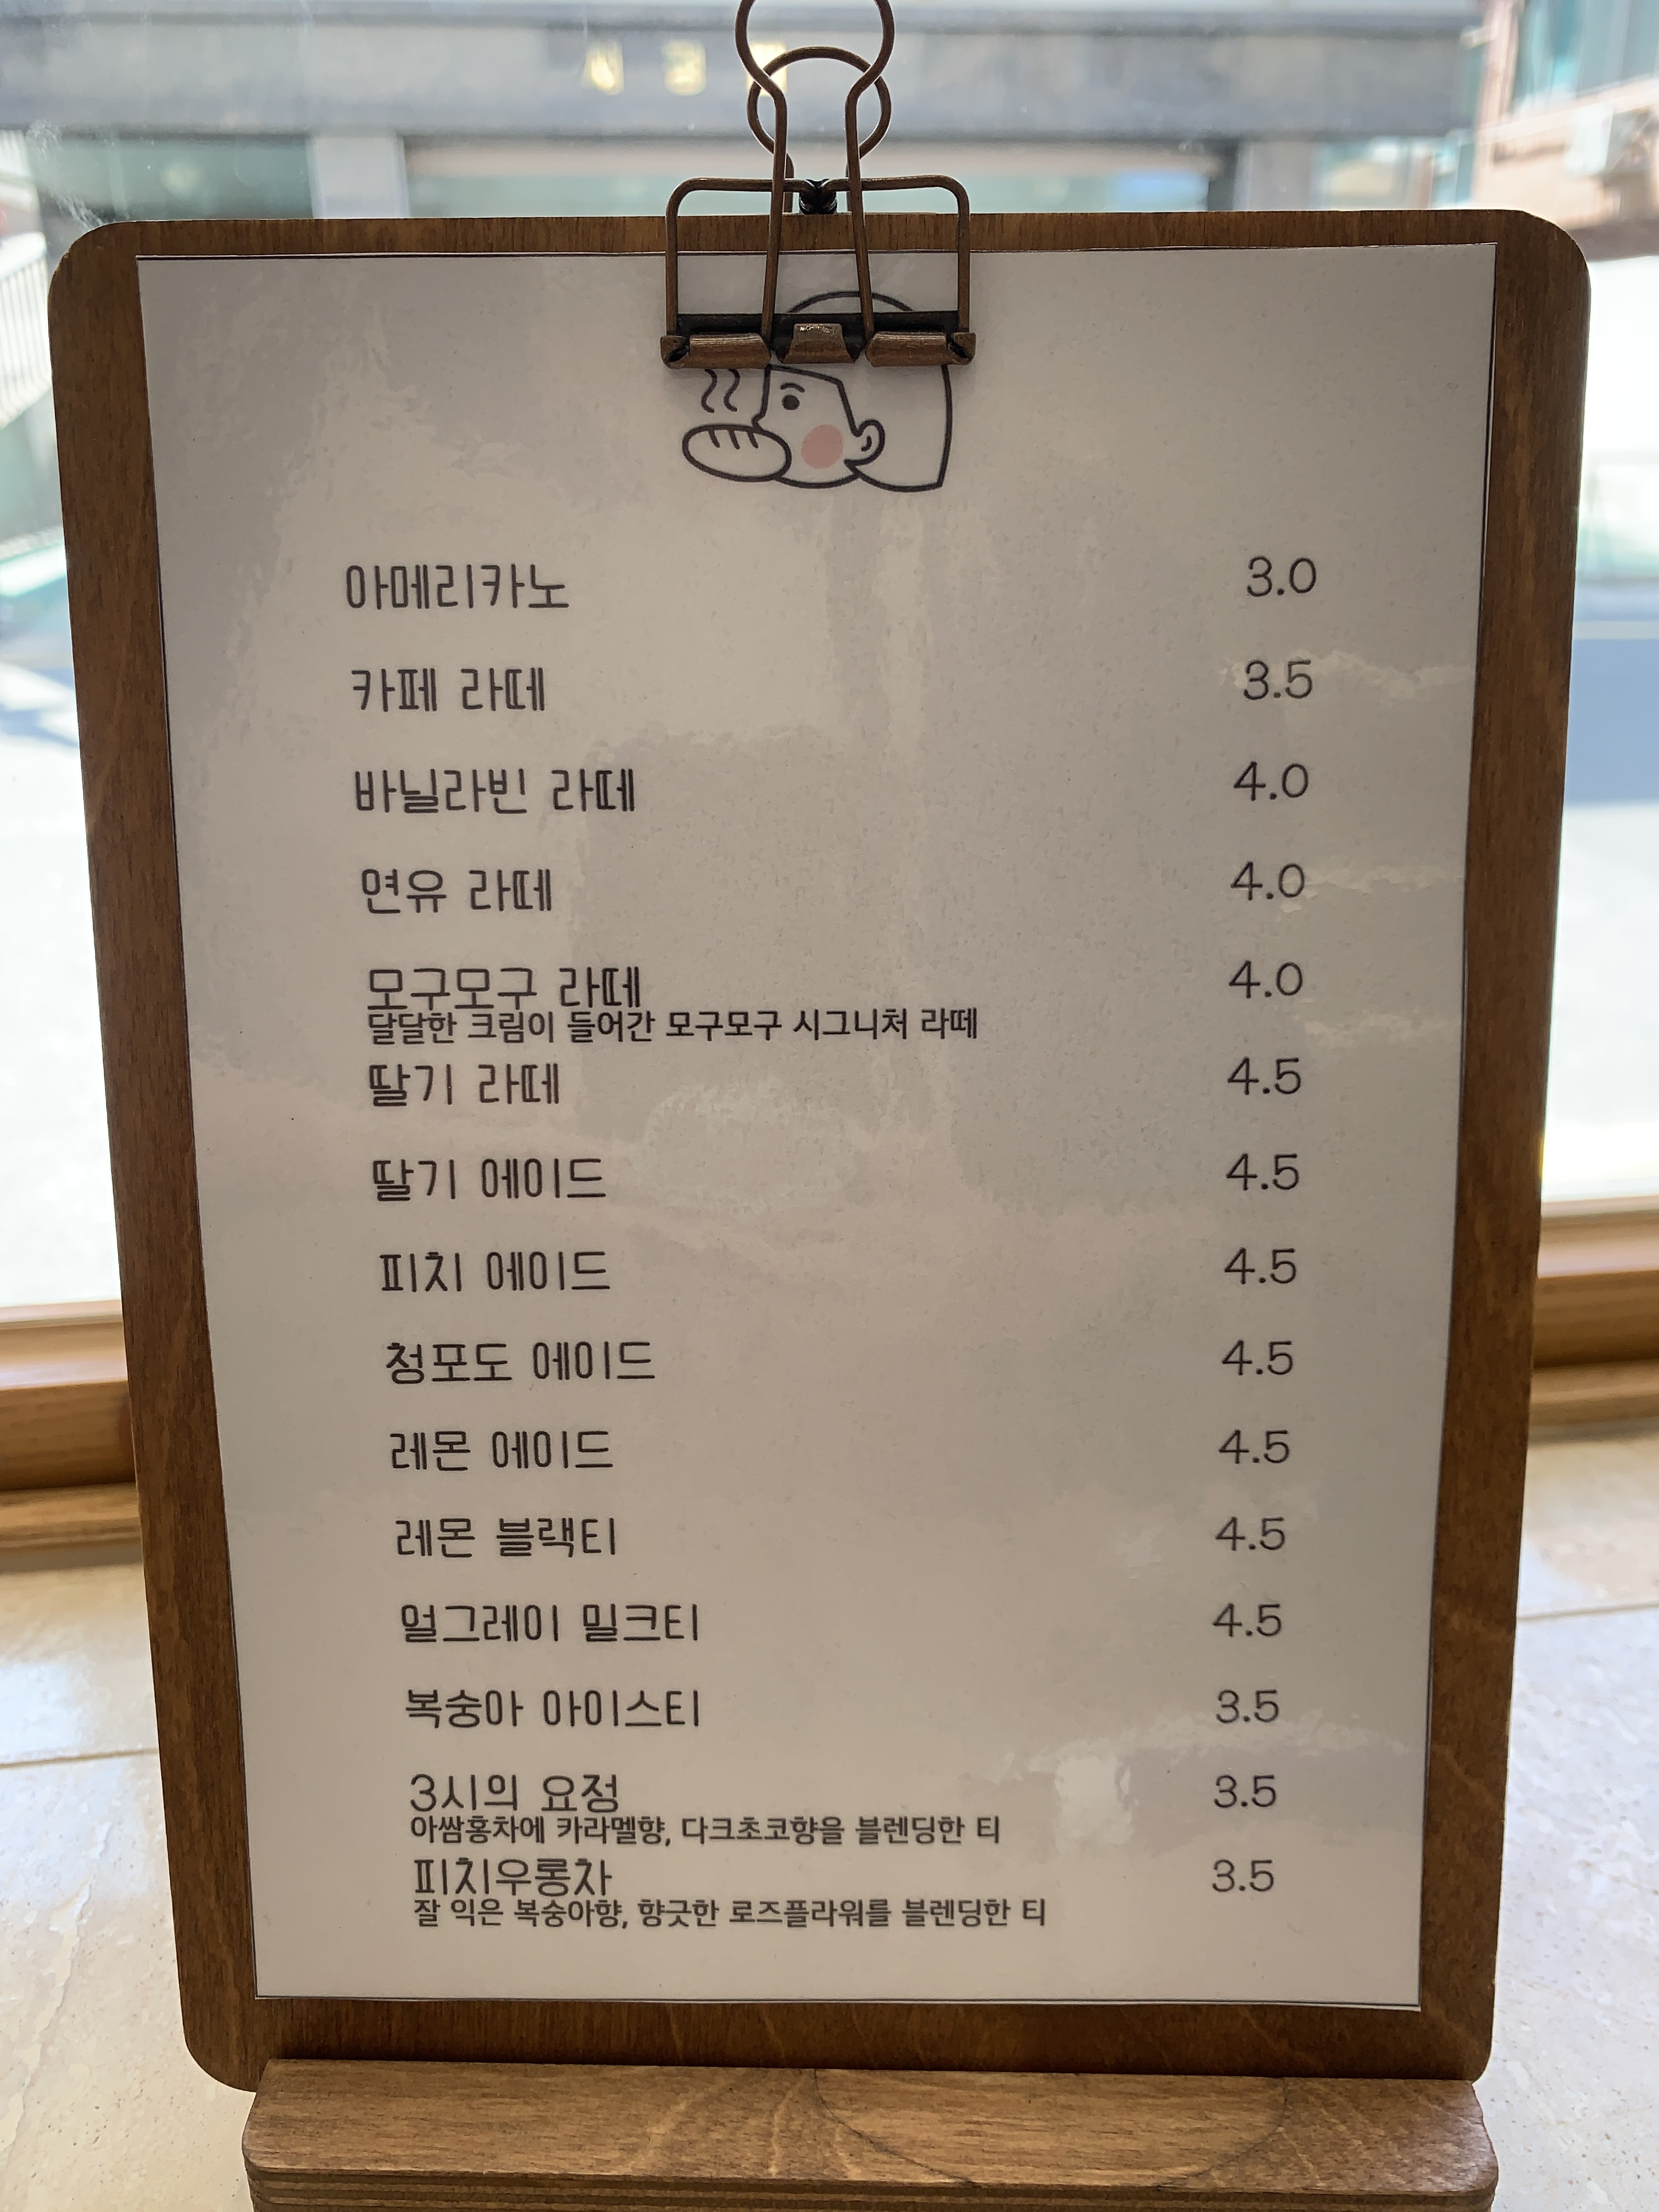 아메리카노 3.0
카페 라떼 3.5
바닐라빈 라떼 4.0
연유 라떼 4.0
모구모구 라떼 4.0
달달한 크림이 들어간 모구모구 시그니처 라떼
딸기 라떼 4.5
딸기 에이드 4.5
피치 에이드 4.5
청포도 에이드 4.5
레몬 에이드 4.5
레몬 블랙티 4.5
얼그레이 밀크티 4.5
복숭아 아이스티 3.5
3시의 요정 3.5
아쌈홍차에 카라멜향, 다크초코향을 블렌딩한 티
피치우롱차 3.5
잘 익은 복숭아향, 향긋한 로즈플라워를 블렌딩한 티